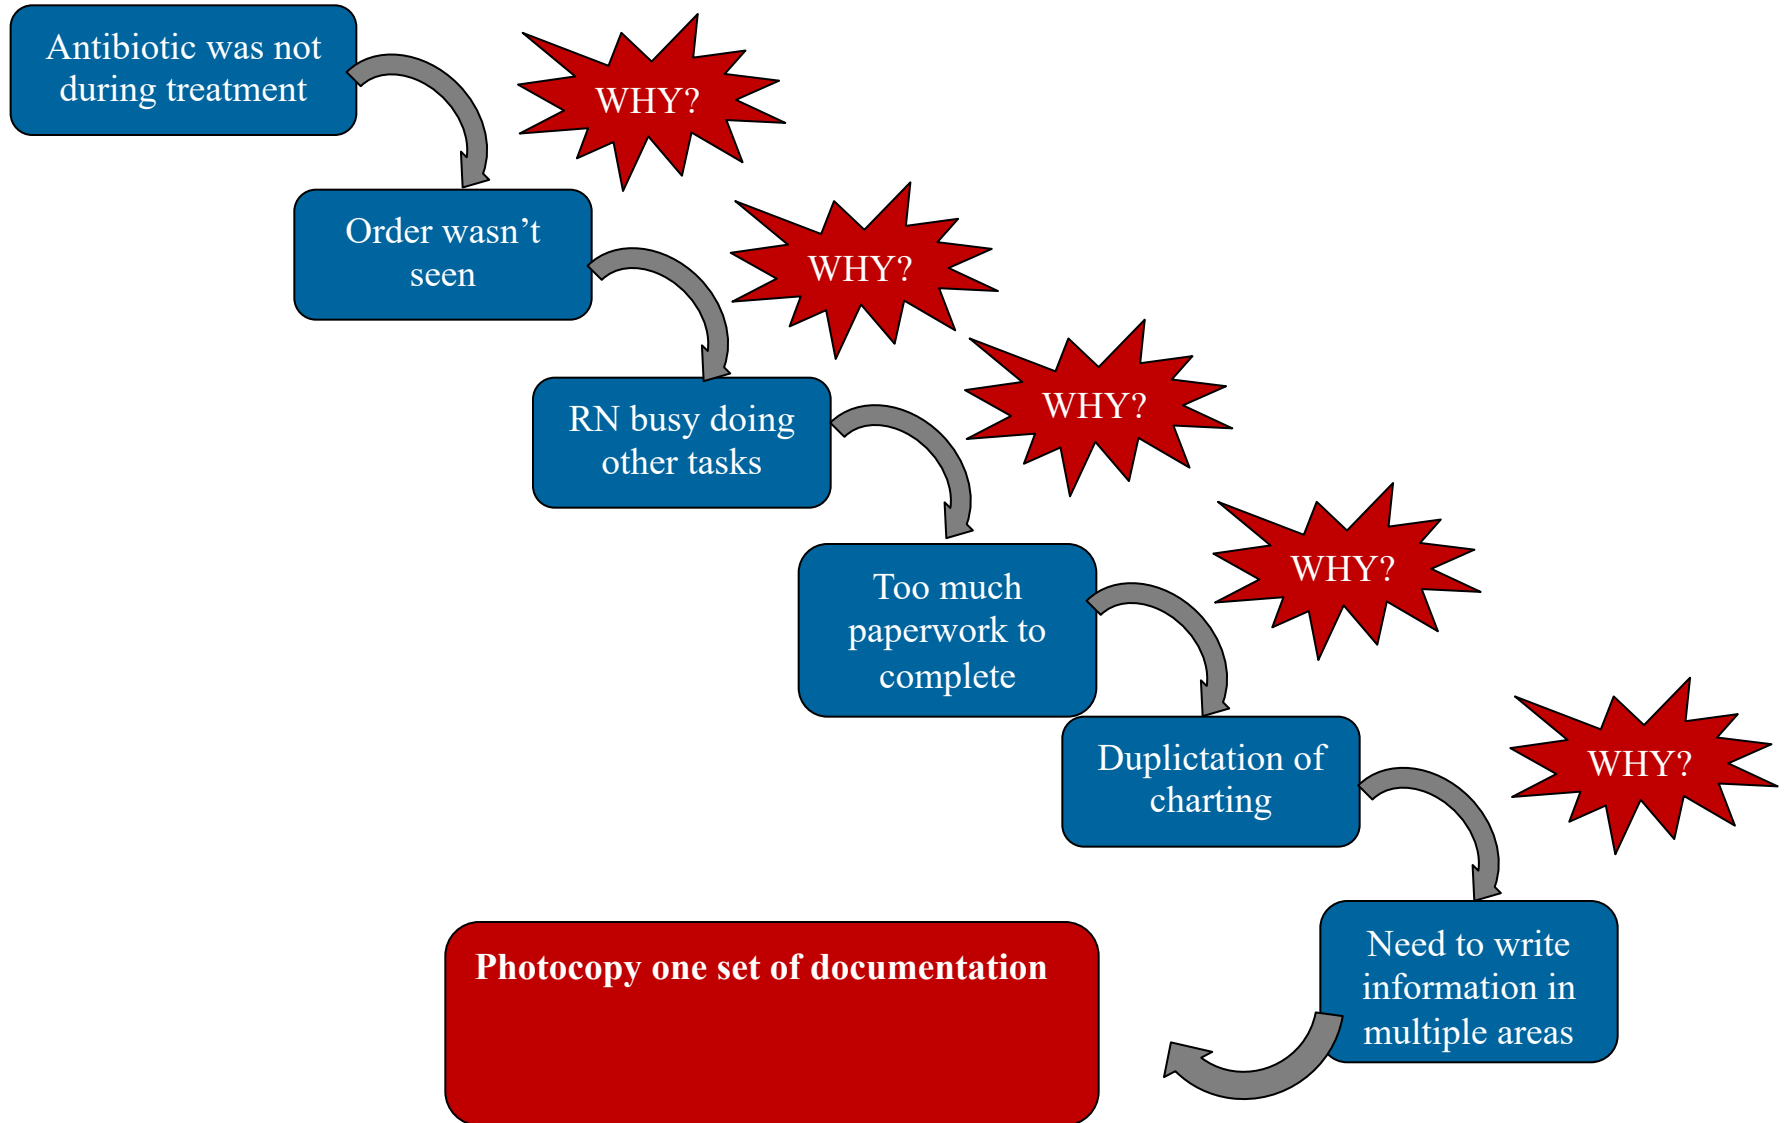 Antibiotic was not
during treatment
WHY?
Order wasn’t
seen
WHY?
RN busy doing
other tasks
WHY?
Too much
paperwork to
complete
WHY?
Duplictation of
charting
WHY?
Need to write
information in
multiple areas
Photocopy one set of documentation